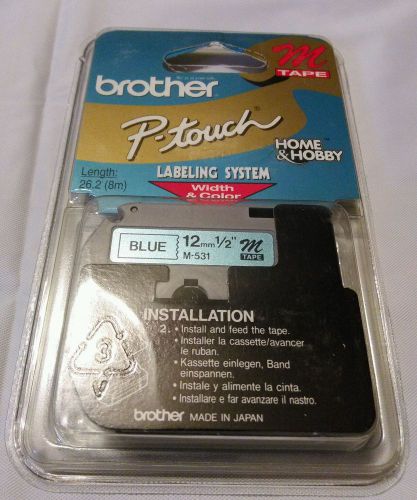 M
TAPE
brother
P-touch®
HOME
& HOBBY
Length:
26.2 (8m)
LABELING SYSTEM
Width
& Color
BLUE
12mm 1/2"
M-531
M
TAPE
INSTALLATION
2. • Install and feed the tape.
• Installer la cassette/avancer
le ruban.
• Kassette einlegen, Band
einspannen.
• Instale y alimente la cinta.
• Installare e far avanzare il nastro.
3
brother MADE IN JAPAN